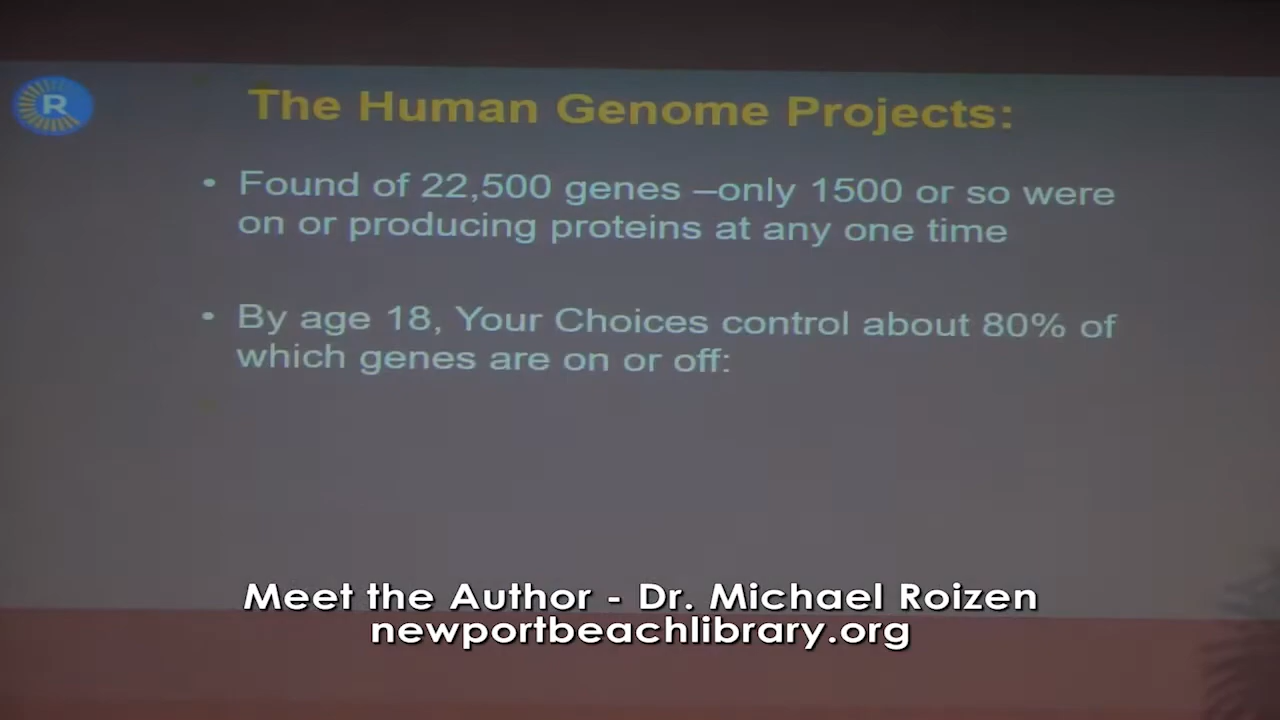 R
The Human Genome Projects:
• Found of 22,500 genes –only 1500 or so were
on or producing proteins at any one time
• By age 18, Your Choices control about 80% of
which genes are on or off:
Meet the Author - Dr. Michael Roizen
newportbeachlibrary.org